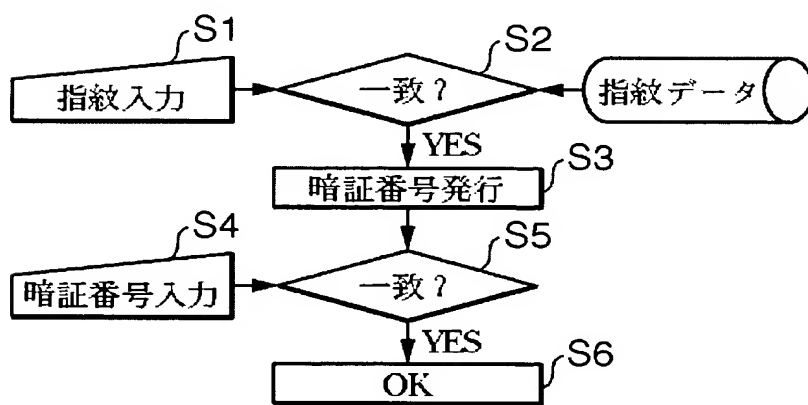 S1
指紋入力
S2
一致?
指紋データ
YES
S3
暗証番号発行
S4
暗証番号入力
S5
一致?
YES
S6
OK